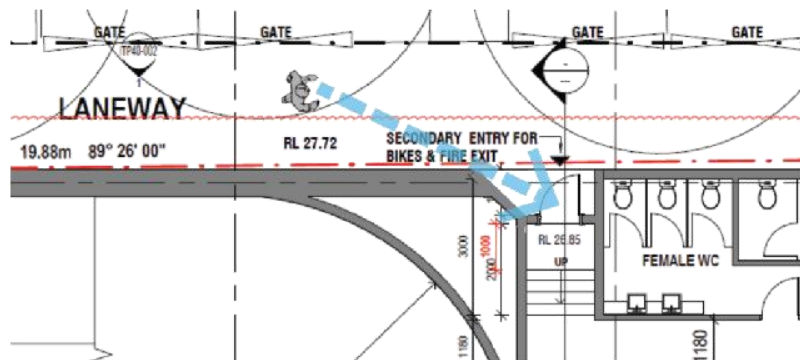 GATE
GATE
GATE
GATE
TP40-002
1
-
--
LANEWAY
RL 27.72
SECONDARY ENTRY FOR
BIKES & FIRE EXIT
19.88m 89° 26' 00"
3000
1000
2000
RL 26.85
UP
FEMALE WC
1180
1180